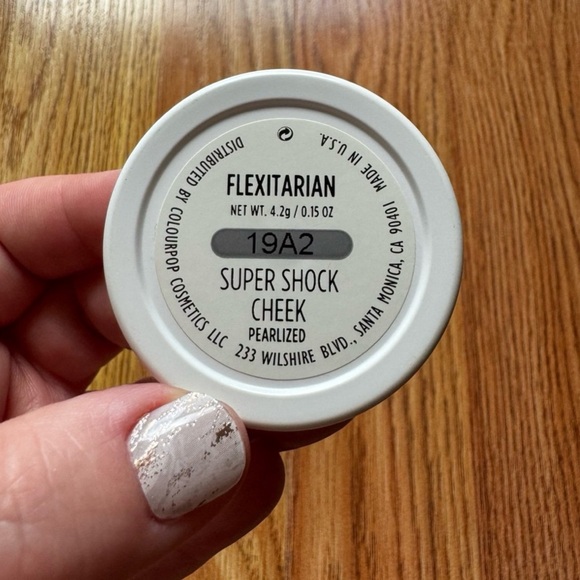 FLEXITARIAN
NET WT. 4.2g / 0.15 OZ
19A2
SUPER SHOCK
CHEEK
PEARLIZED
DISTRIBUTED BY COLOURPOP COSMETICS LLC 233 WILSHIRE BLVD., SANTA MONICA, CA 90401 MADE IN U.S.A.